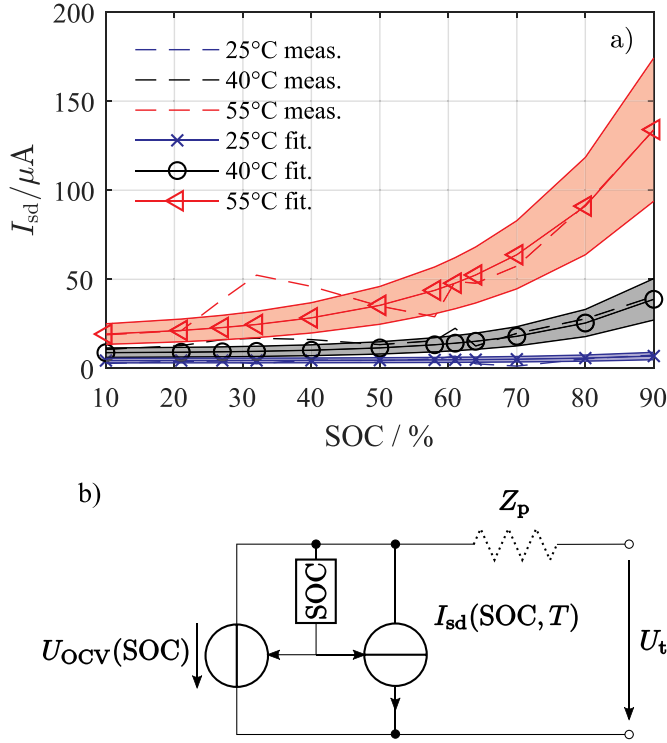 200
150
100
50
0
I_sd / μA
a)
25°C meas.
40°C meas.
55°C meas.
25°C fit.
40°C fit.
55°C fit.
10 20 30 40 50 60 70 80 90
SOC / %
b)
Z_p
SOC
I_sd(SOC, T)
U_OCV(SOC)
U_t